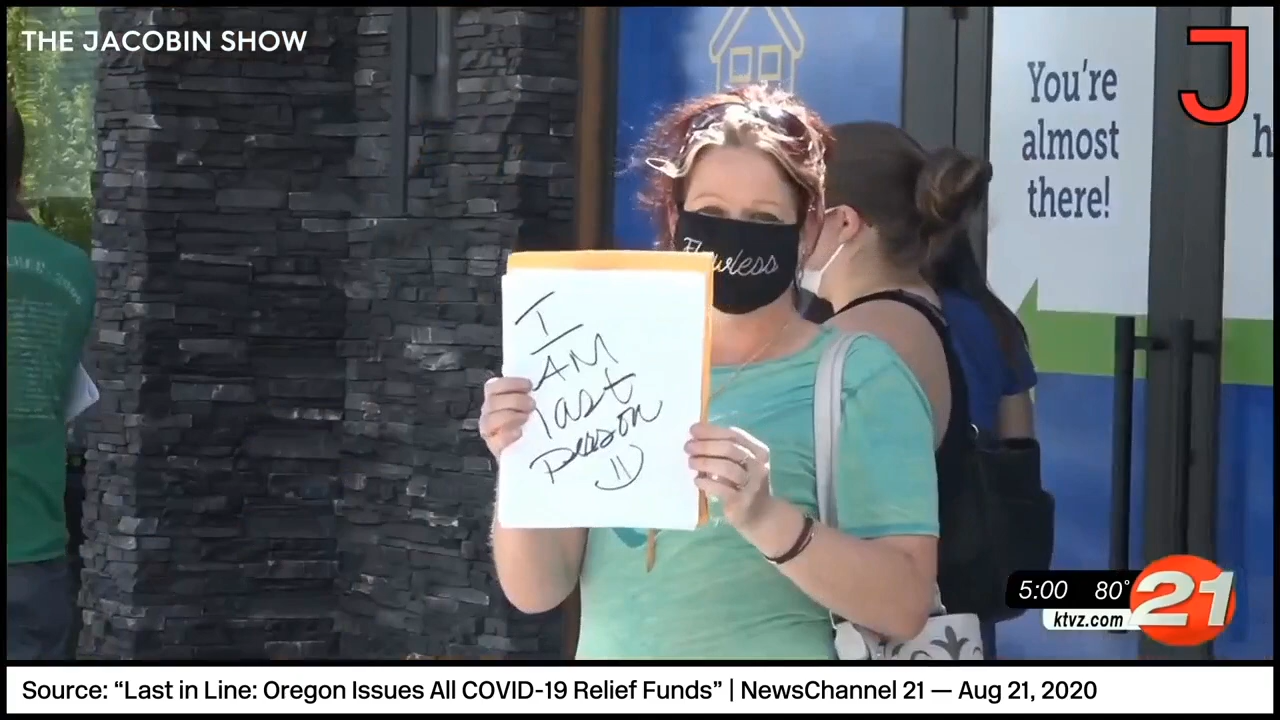 THE JACOBIN SHOW
J
You're
almost
there!
h
Flawless
I
AM
last
person
5:00 80°
21
ktvz.com
Source: “Last in Line: Oregon Issues All COVID-19 Relief Funds” | NewsChannel 21 — Aug 21, 2020